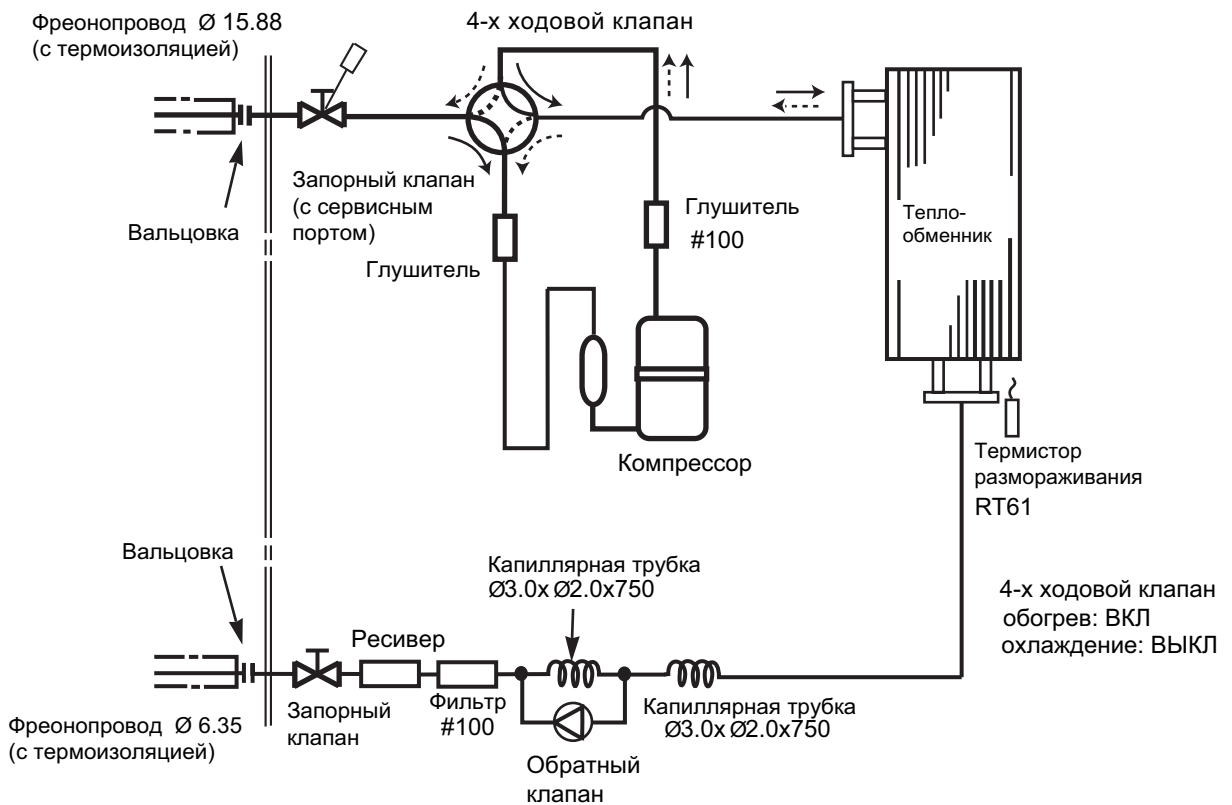 Фреонопровод Ø 15.88
(с термоизоляцией)
4-х ходовой клапан
Вальцовка
Запорный клапан
(с сервисным
портом)
Глушитель
Глушитель
#100
Тепло-
обменник
Компрессор
Термистор
размораживания
RT61
Вальцовка
Капиллярная трубка
Ø3.0x Ø2.0x750
4-х ходовой клапан
обогрев: ВКЛ
охлаждение: ВЫКЛ
Ресивер
Фреонопровод Ø 6.35
(с термоизоляцией)
Запорный
клапан
Фильтр
#100
Капиллярная трубка
Ø3.0x Ø2.0x750
Обратный
клапан